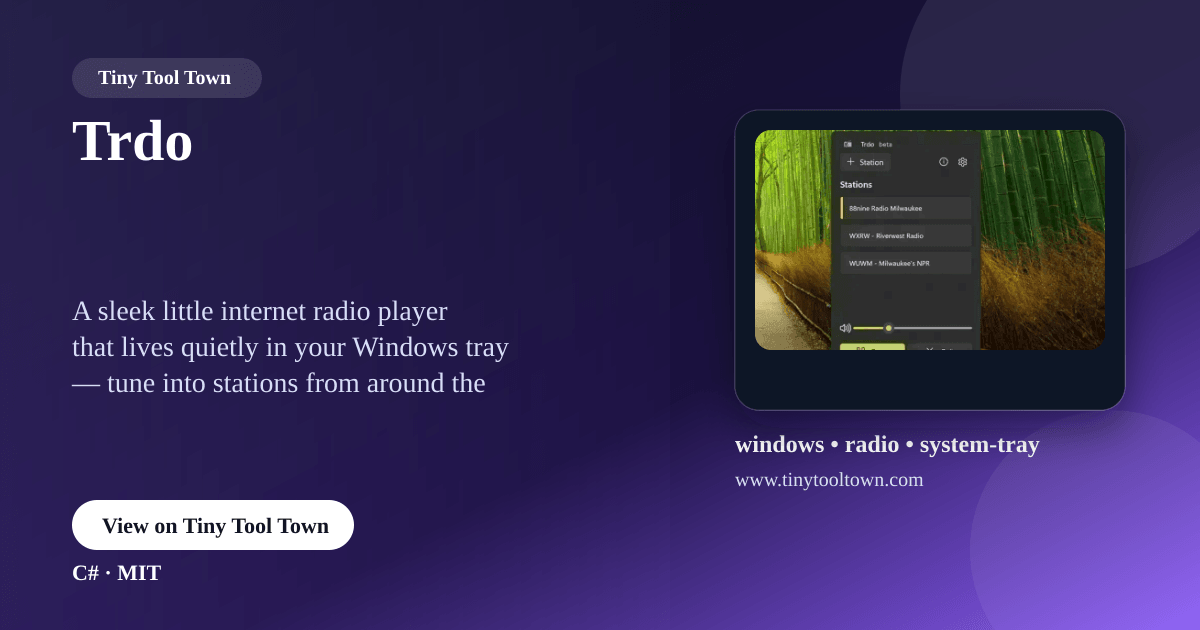 Tiny Tool Town
Trdo
A sleek little internet radio player
that lives quietly in your Windows tray
— tune into stations from around the
View on Tiny Tool Town
C# · MIT
Trdo beta
+ Station
Stations
88nine Radio Milwaukee
WXRW - Riverwest Radio
WUWM - Milwaukee's NPR
windows • radio • system-tray
www.tinytooltown.com